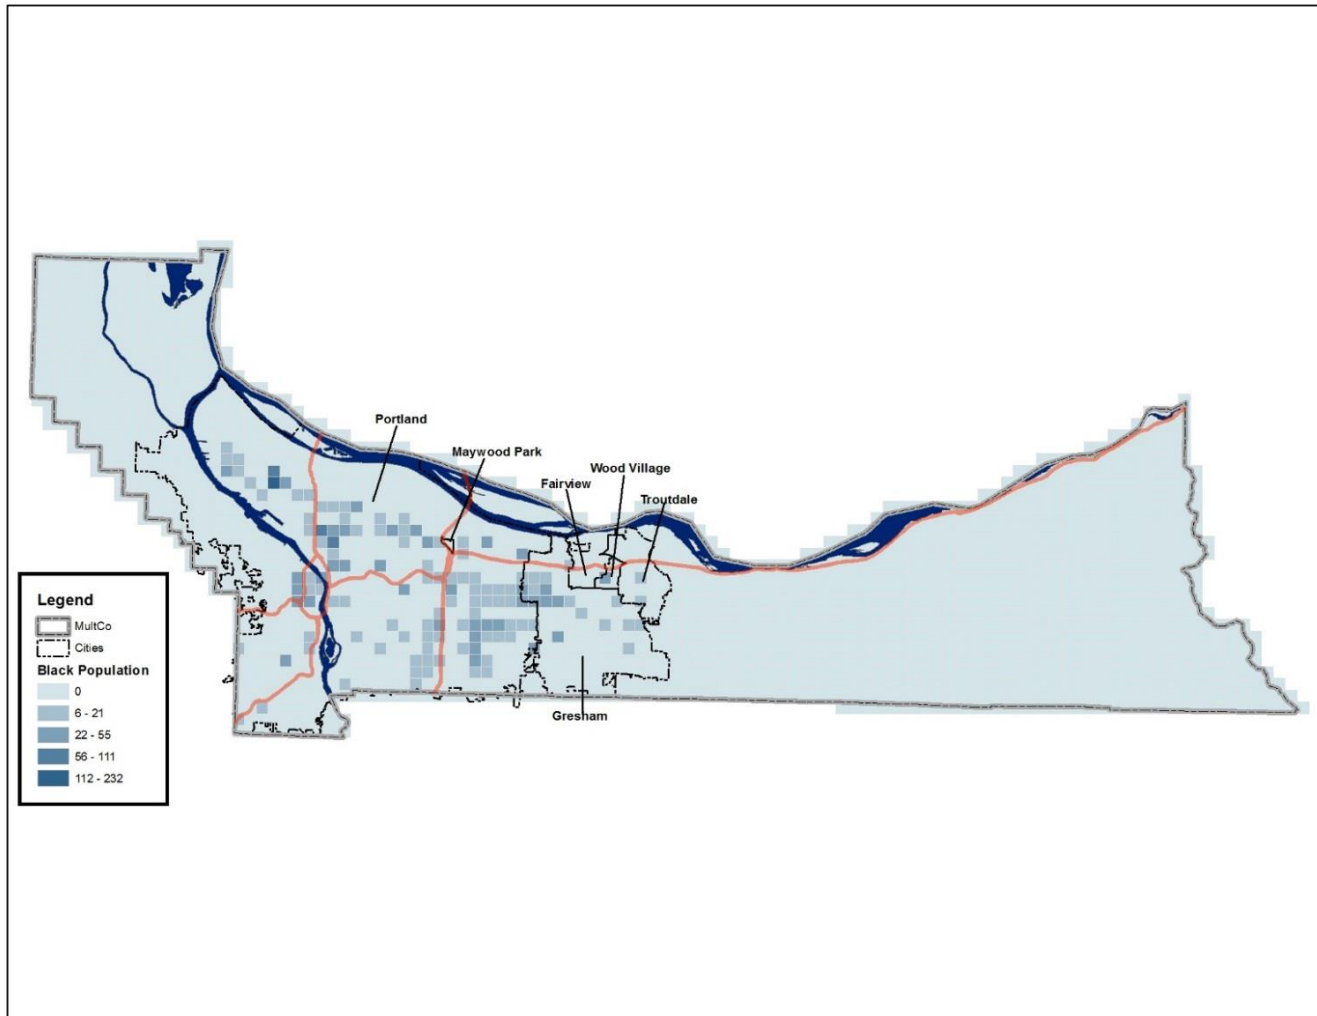 Portland
Maywood Park
Wood Village
Fairview
Troutdale
Gresham
Legend
MultCo
Cities
Black Population
0
6 - 21
22 - 55
56 - 111
112 - 232